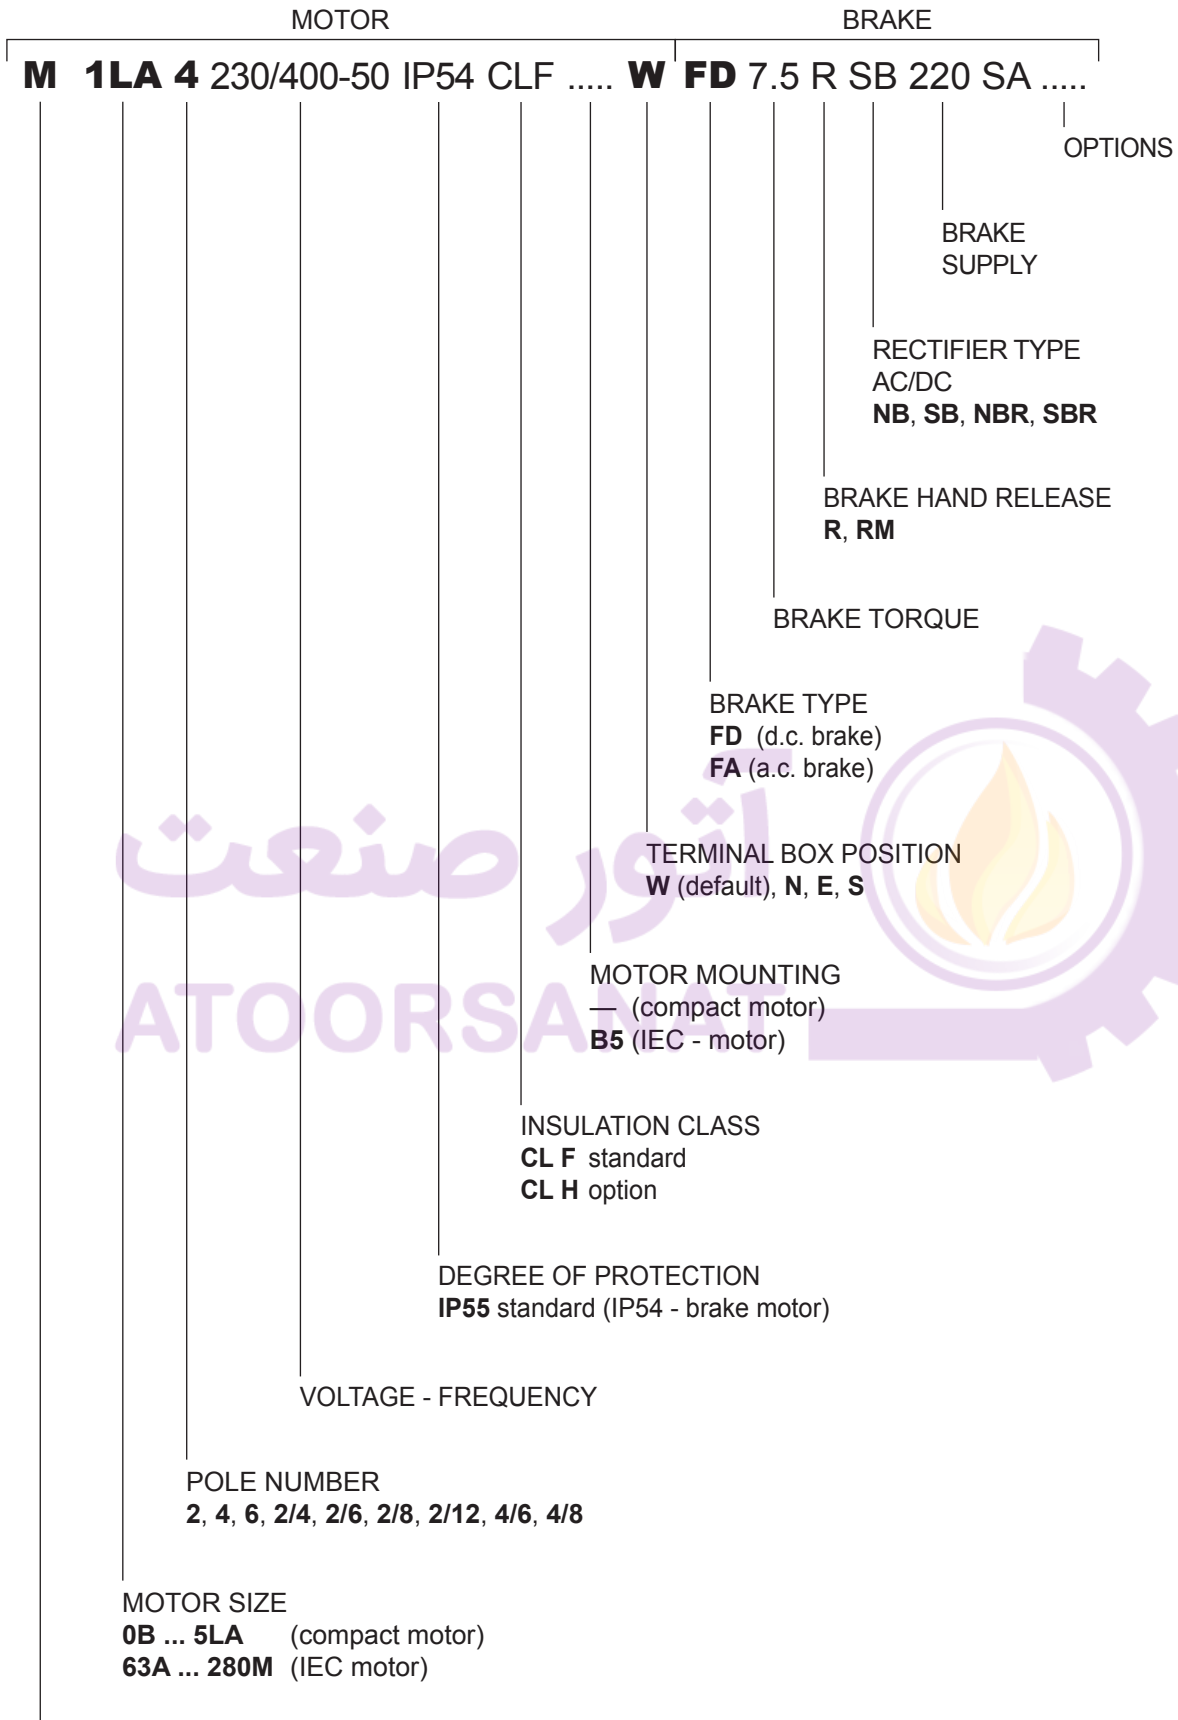 MOTOR BRAKE
M 1LA 4 230/400-50 IP54 CLF ..... W FD 7.5 R SB 220 SA .....
OPTIONS
BRAKE
SUPPLY
RECTIFIER TYPE
AC/DC
NB, SB, NBR, SBR
BRAKE HAND RELEASE
R, RM
BRAKE TORQUE
BRAKE TYPE
FD (d.c. brake)
FA (a.c. brake)
TERMINAL BOX POSITION
W (default), N, E, S
MOTOR MOUNTING
— (compact motor)
B5 (IEC - motor)
INSULATION CLASS
CL F standard
CL H option
DEGREE OF PROTECTION
IP55 standard (IP54 - brake motor)
VOLTAGE - FREQUENCY
POLE NUMBER
2, 4, 6, 2/4, 2/6, 2/8, 2/12, 4/6, 4/8
MOTOR SIZE
0B ... 5LA (compact motor)
63A ... 280M (IEC motor)
آتور صنعت
ATOORSANAT